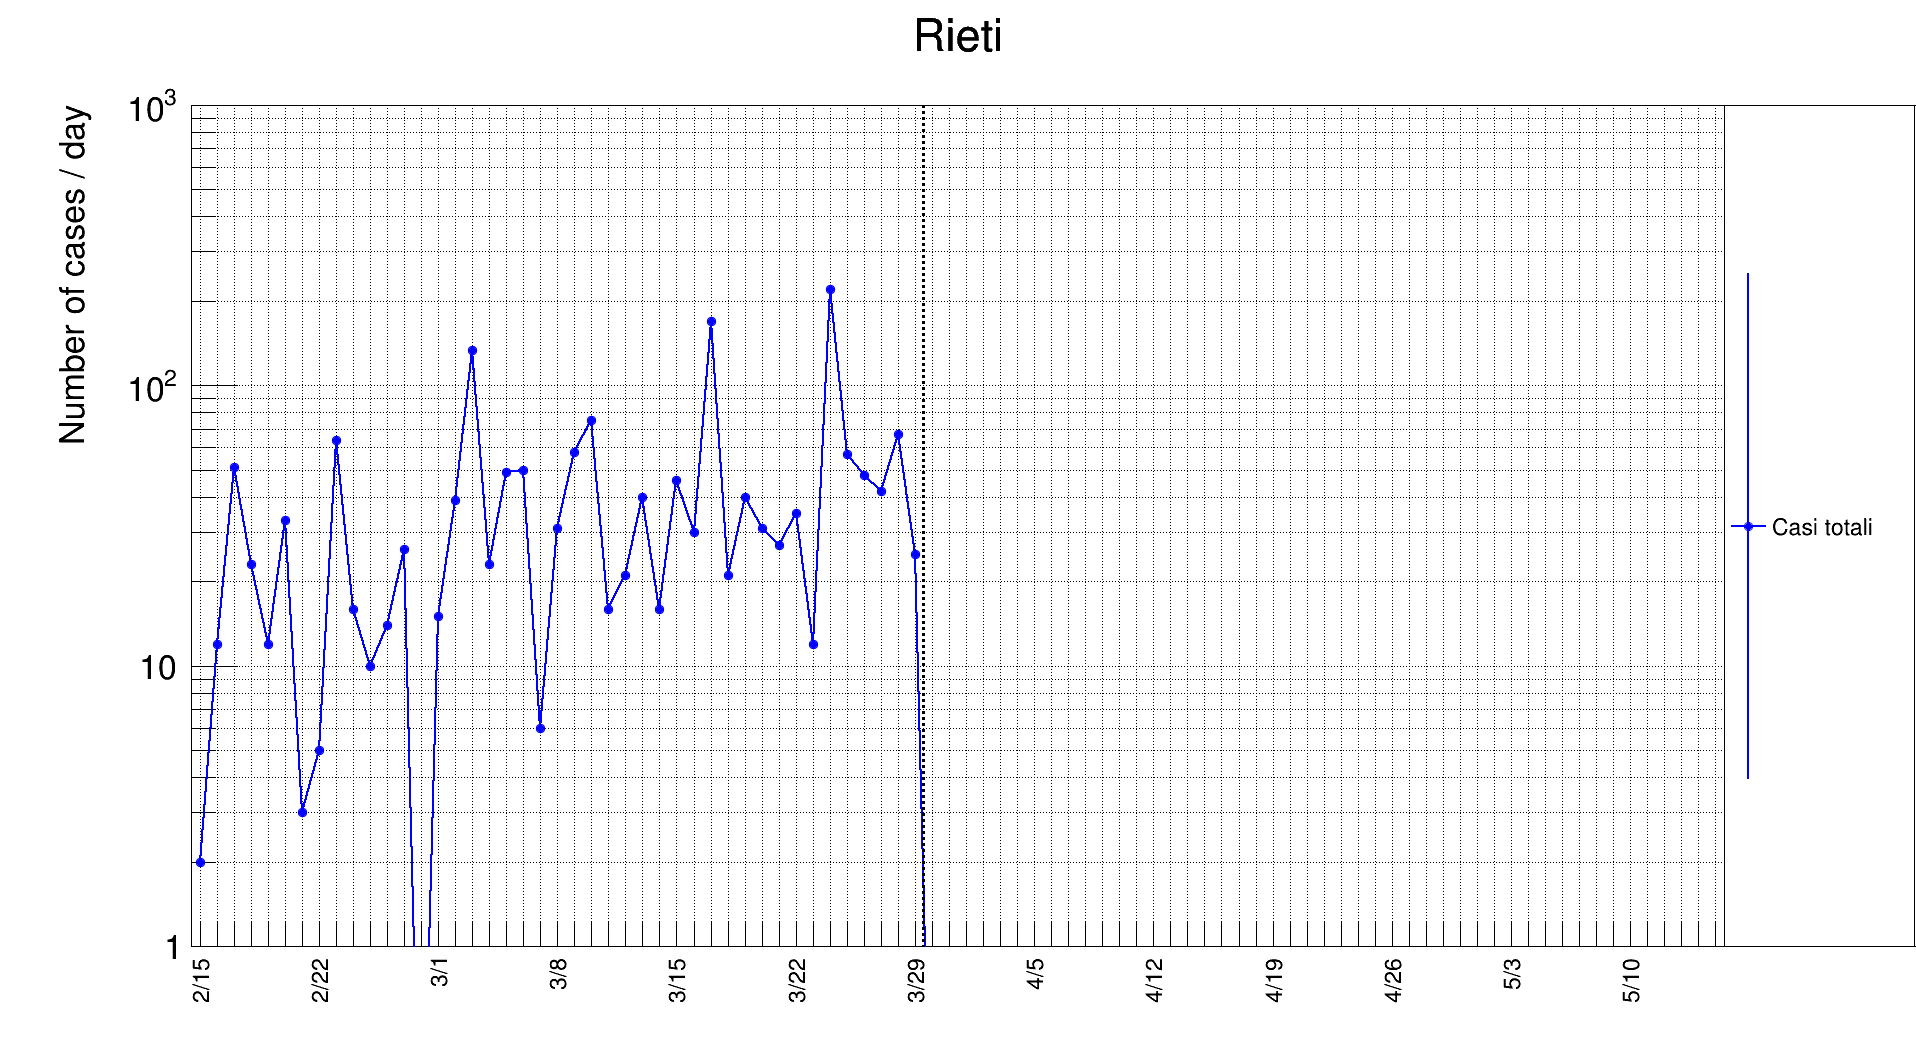 Rieti
Number of cases / day
10³
10²
10
1
2/15 2/22 3/1 3/8 3/15 3/22 3/29 4/5 4/12 4/19 4/26 5/3 5/10
Casi totali